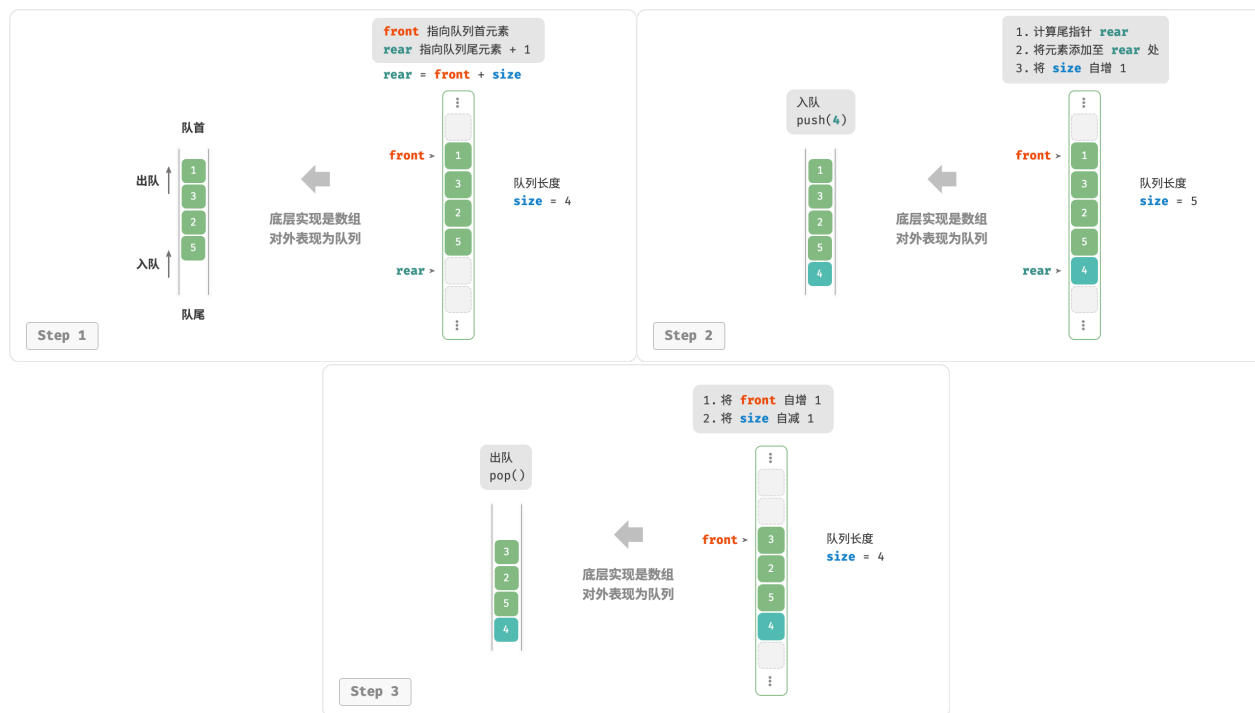 front 指向队列首元素
rear 指向队列尾元素 + 1
rear = front + size
队首
出队
入队
队尾
1
3
2
5
底层实现是数组
对外表现为队列
front
rear
1
3
2
5
队列长度
size = 4
Step 1
1. 计算尾指针 rear
2. 将元素添加至 rear 处
3. 将 size 自增 1
入队
push(4)
1
3
2
5
4
底层实现是数组
对外表现为队列
front
rear
1
3
2
5
4
队列长度
size = 5
Step 2
1. 将 front 自增 1
2. 将 size 自减 1
出队
pop()
3
2
5
4
底层实现是数组
对外表现为队列
front
3
2
5
4
队列长度
size = 4
Step 3